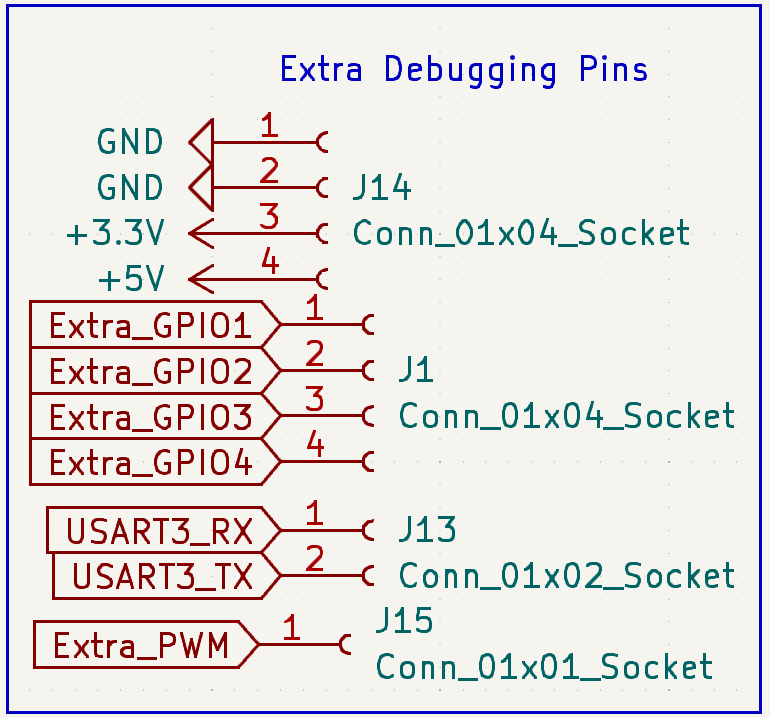 Extra Debugging Pins
GND 1
GND 2 J14
+3.3V 3 Conn_01x04_Socket
+5V 4
Extra_GPIO1 1
Extra_GPIO2 2 J1
Extra_GPIO3 3 Conn_01x04_Socket
Extra_GPIO4 4
USART3_RX 1 J13
USART3_TX 2 Conn_01x02_Socket
Extra_PWM 1 J15
Conn_01x01_Socket